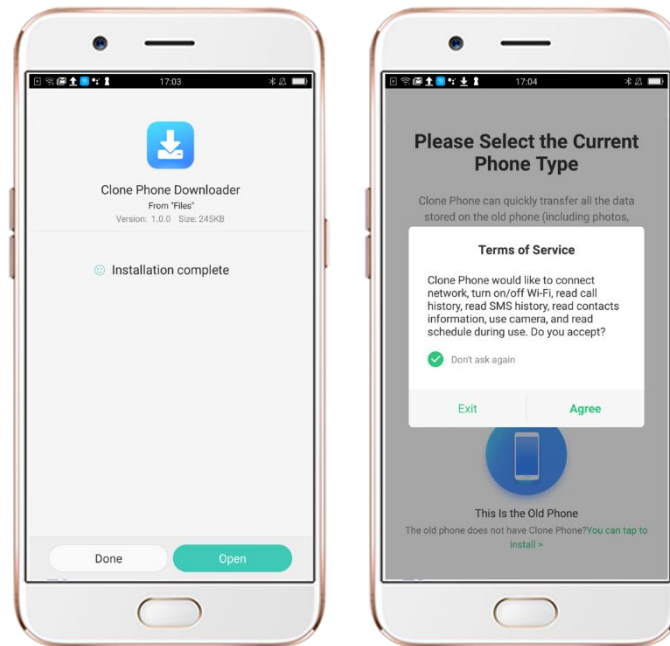 17:03
Clone Phone Downloader
From "Files"
Version: 1.0.0 Size: 245KB
Installation complete
Done
Open
17:04
Please Select the Current
Phone Type
Clone Phone can quickly transfer all the data
stored on the old phone (including photos,
Terms of Service
Clone Phone would like to connect
network, turn on/off Wi-Fi, read call
history, read SMS history, read contacts
information, use camera, and read
schedule during use. Do you accept?
Don't ask again
Exit
Agree
This Is the Old Phone
The old phone does not have Clone Phone?You can tap to
install >